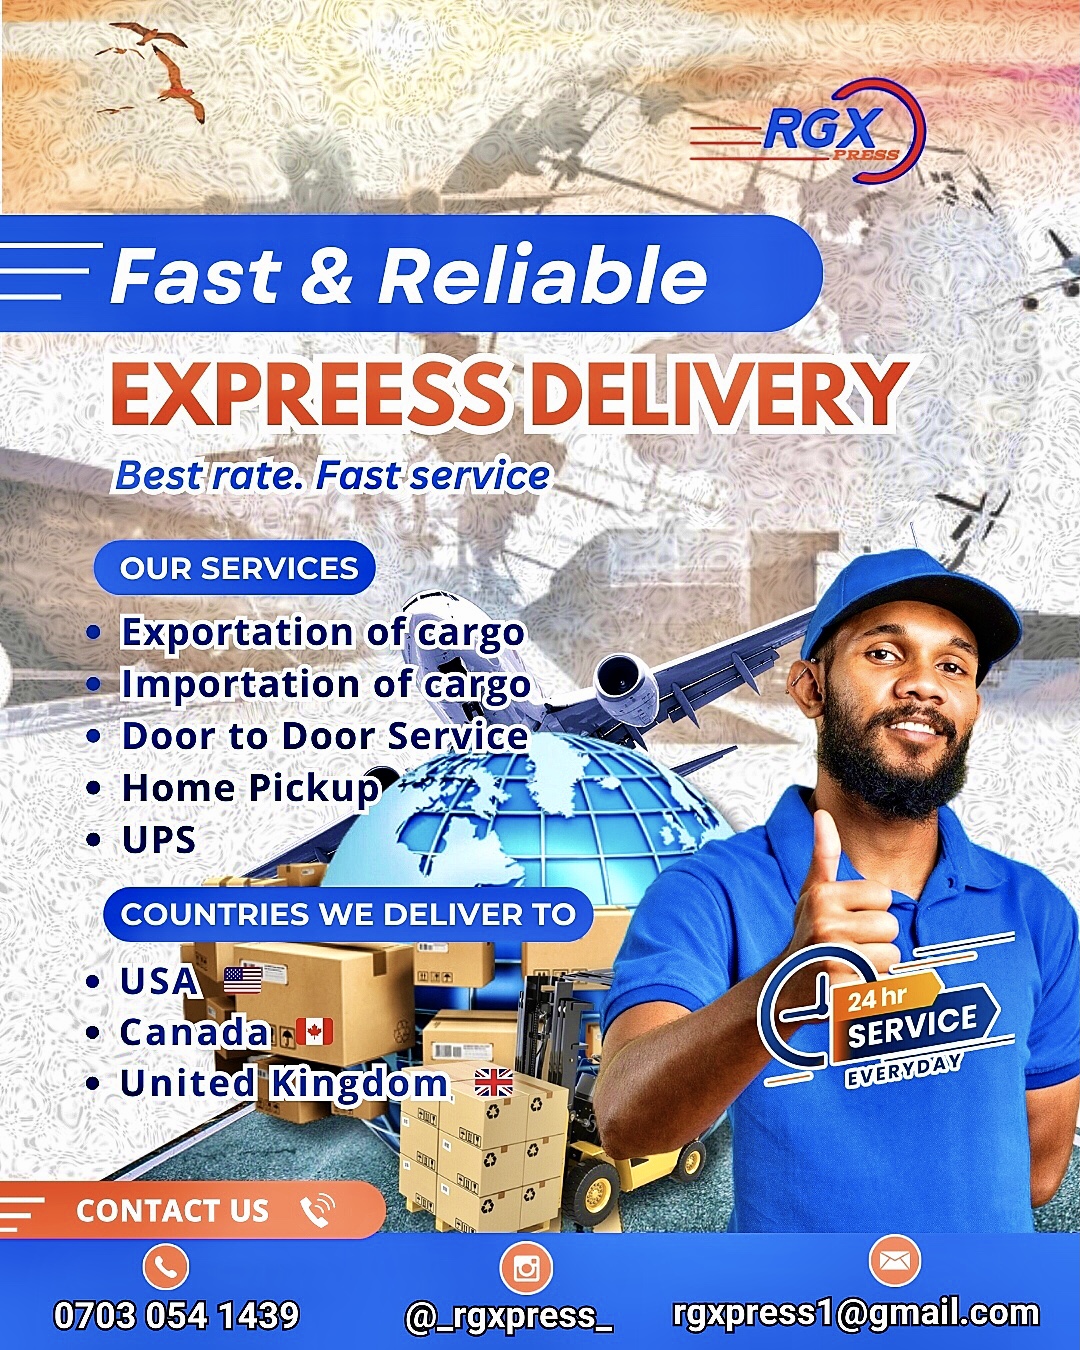 RGX
PRESS
Fast & Reliable
EXPREESS DELIVERY
Best rate. Fast service
OUR SERVICES
• Exportation of cargo
• Importation of cargo
• Door to Door Service
• Home Pickup
• UPS
COUNTRIES WE DELIVER TO
• USA
• Canada
• United Kingdom
24 hr
SERVICE
EVERYDAY
CONTACT US
0703 054 1439
@_rgxpress_
rgxpress1@gmail.com